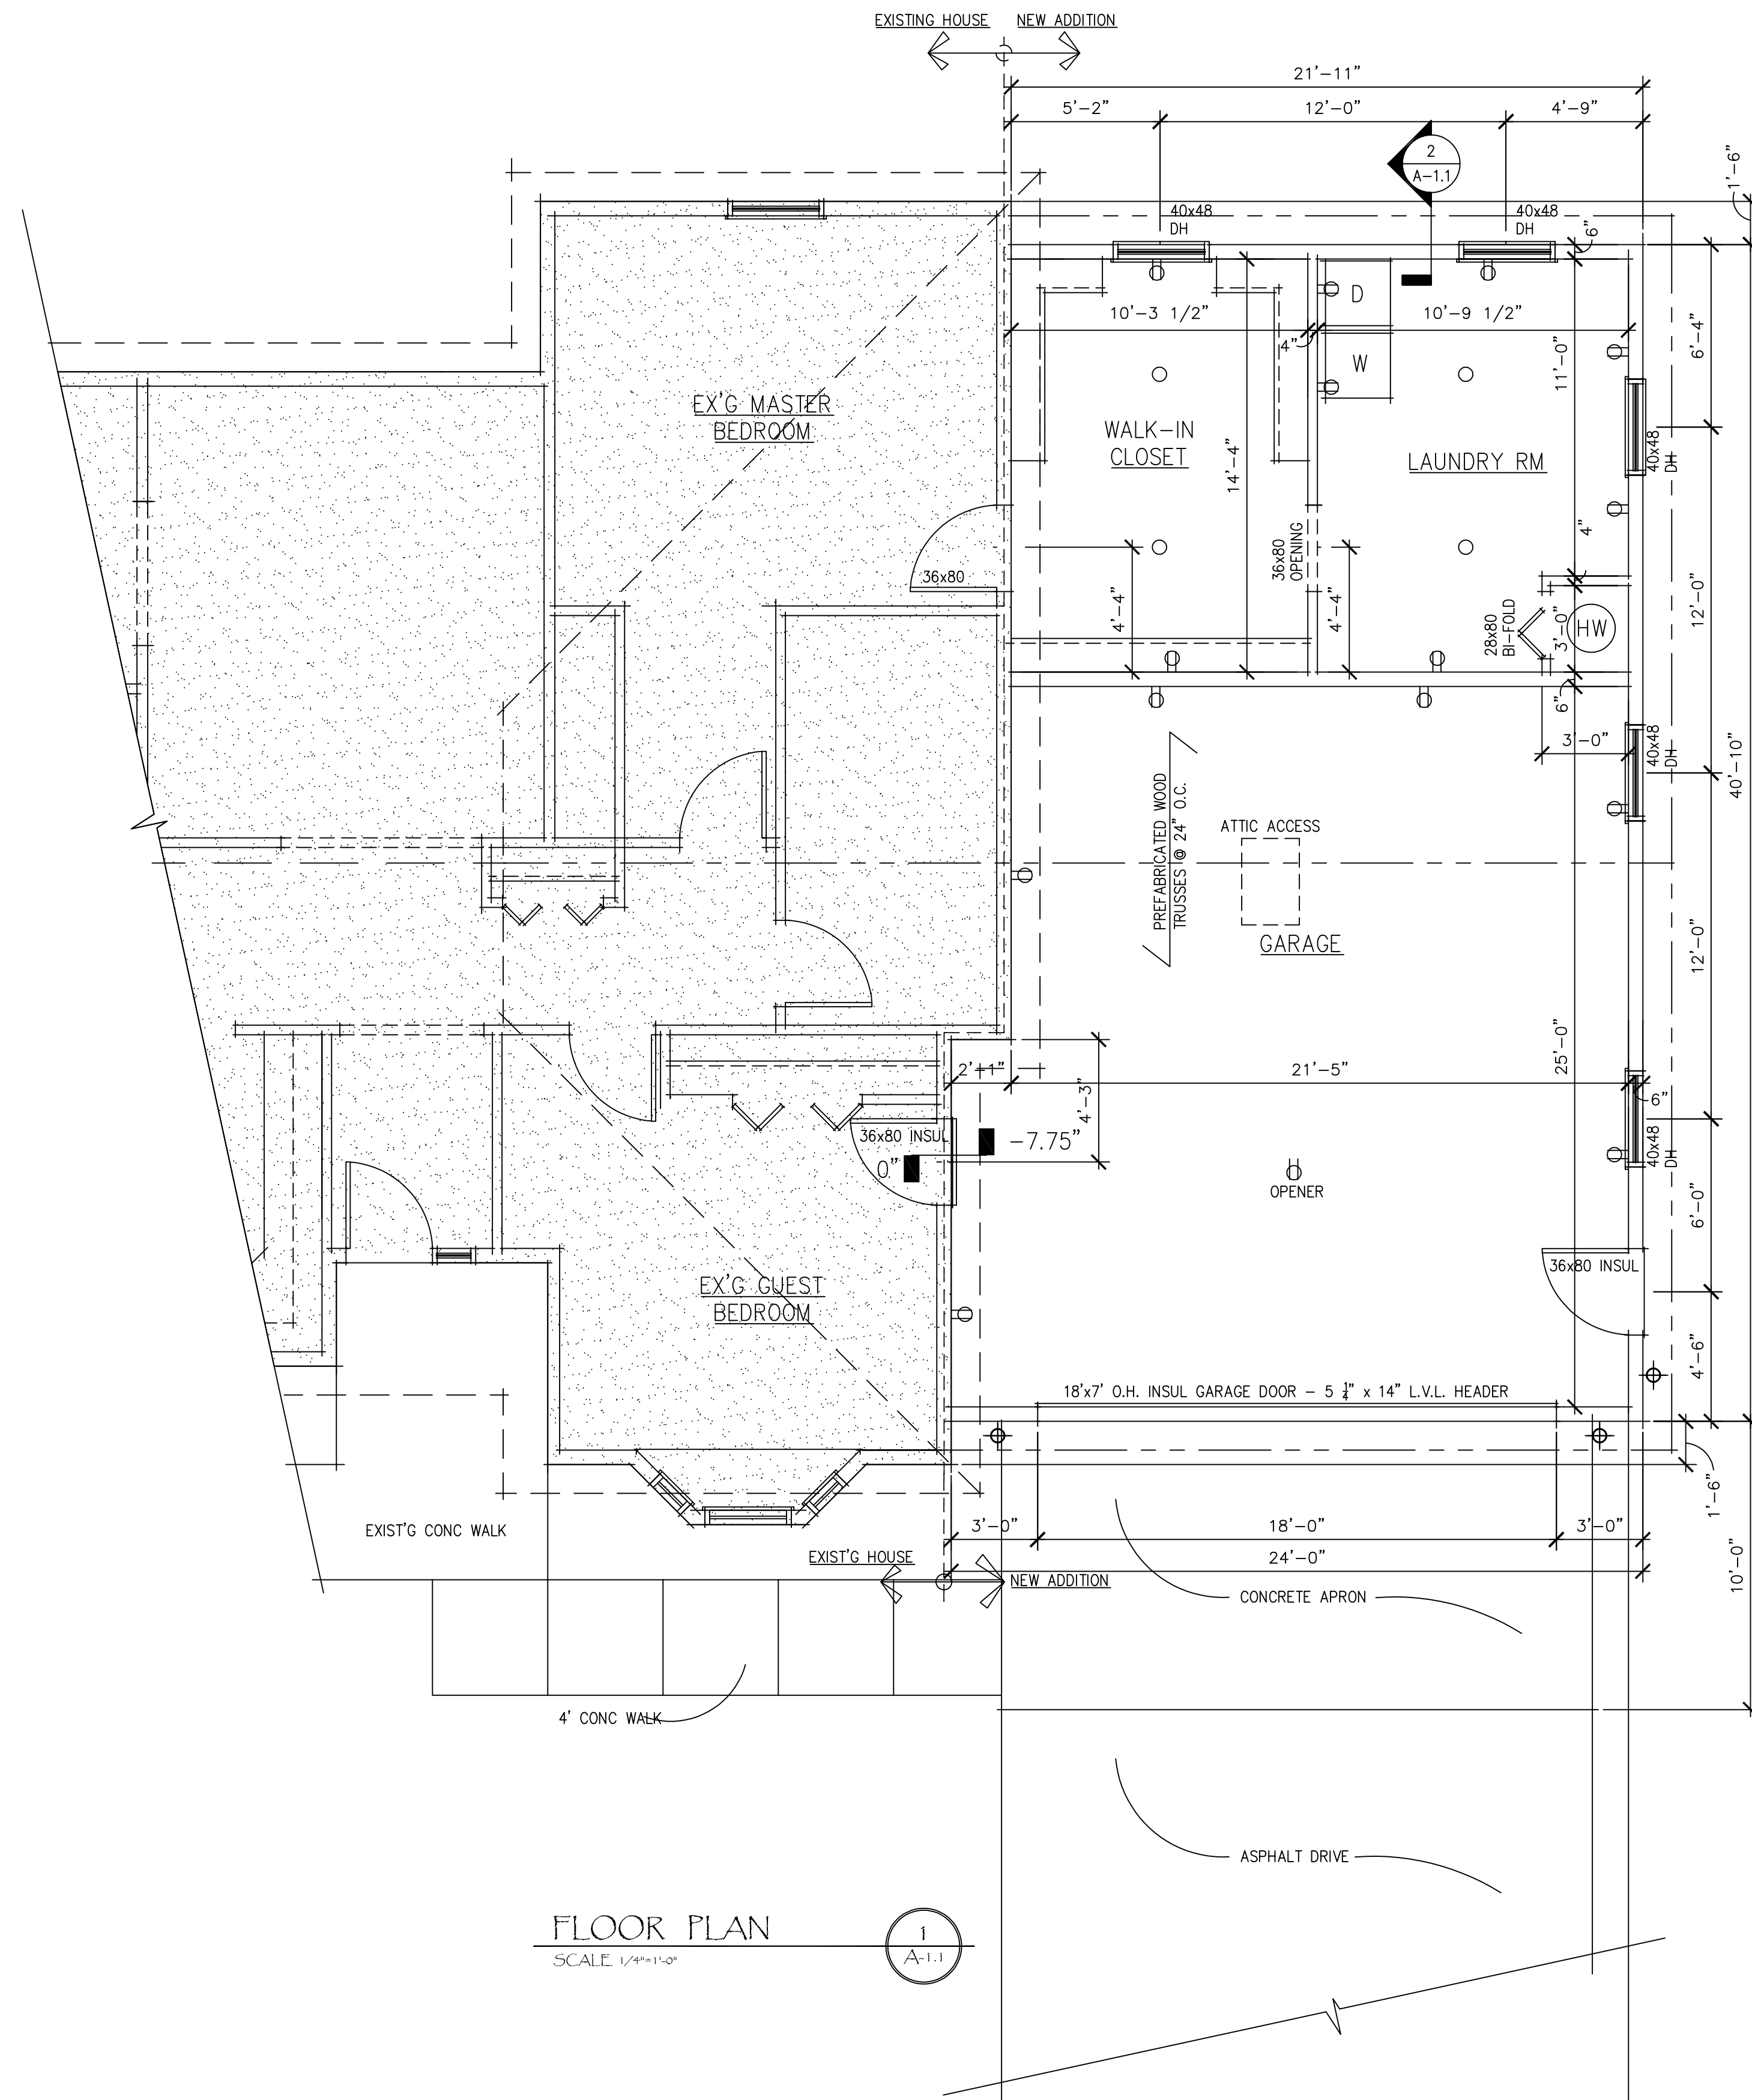 EXISTING HOUSE NEW ADDITION
21'-11"
5'-2" 12'-0" 4'-9"
2
A-1.1
1'-6"
40x48
DH
40x48
DH
6"
D
10'-3 1/2" 10'-9 1/2"
4"
W
11'-0"
6'-4"
EX'G MASTER
BEDROOM
WALK-IN
CLOSET
14'-4"
LAUNDRY RM
40x48
DH
36x80
OPENING
4"
36x80
4'-4"
4'-4"
28x80
BI-FOLD
3'-0"
HW
12'-0"
6"
3'-0"
40x48
DH
40'-10"
PREFABRICATED WOOD
TRUSSES @ 24" O.C.
ATTIC ACCESS
GARAGE
12'-0"
25'-0"
2'-1" 21'-5"
6"
4'-3"
36x80 INSUL
-7.75"
0"
OPENER
40x48
DH
6'-0"
36x80 INSUL
EX'G GUEST
BEDROOM
4'-6"
18'x7' O.H. INSUL GARAGE DOOR - 5 1/4" x 14" L.V.L. HEADER
1'-6"
EXIST'G CONC WALK
3'-0" 18'-0" 3'-0"
EXIST'G HOUSE
24'-0"
NEW ADDITION
CONCRETE APRON
10'-0"
4' CONC WALK
ASPHALT DRIVE
FLOOR PLAN
SCALE 1/4"=1'-0"
1
A-1.1